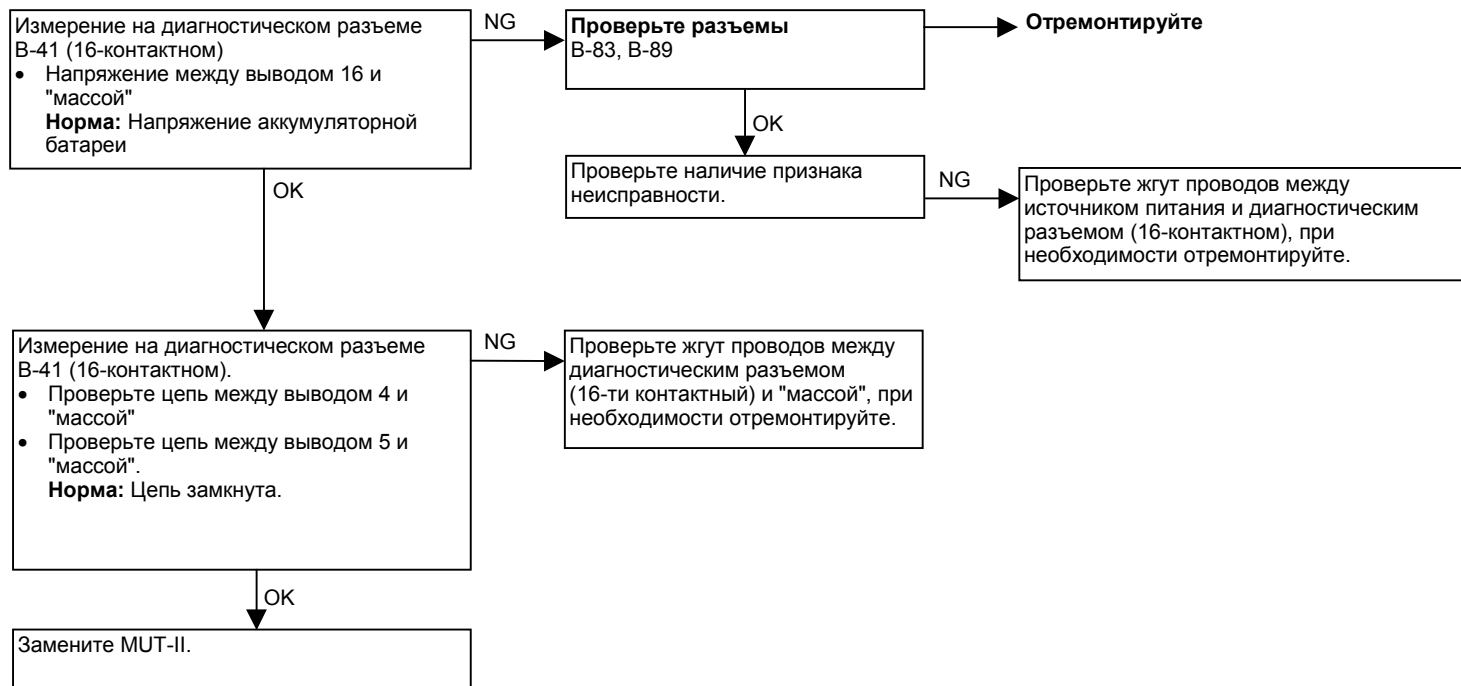 Измерение на диагностическом разъеме
В-41 (16-контактном)
• Напряжение между выводом 16 и
"массой"
Норма: Напряжение аккумуляторной
батареи
NG
Проверьте разъемы
В-83, В-89
Отремонтируйте
OK
OK
Проверьте наличие признака
неисправности.
NG
Проверьте жгут проводов между
источником питания и диагностическим
разъемом (16-контактном), при
необходимости отремонтируйте.
Измерение на диагностическом разъеме
В-41 (16-контактном).
• Проверьте цепь между выводом 4 и
"массой"
• Проверьте цепь между выводом 5 и
"массой".
Норма: Цепь замкнута.
NG
Проверьте жгут проводов между
диагностическим разъемом
(16-ти контактный) и "массой", при
необходимости отремонтируйте.
OK
Замените MUT-II.